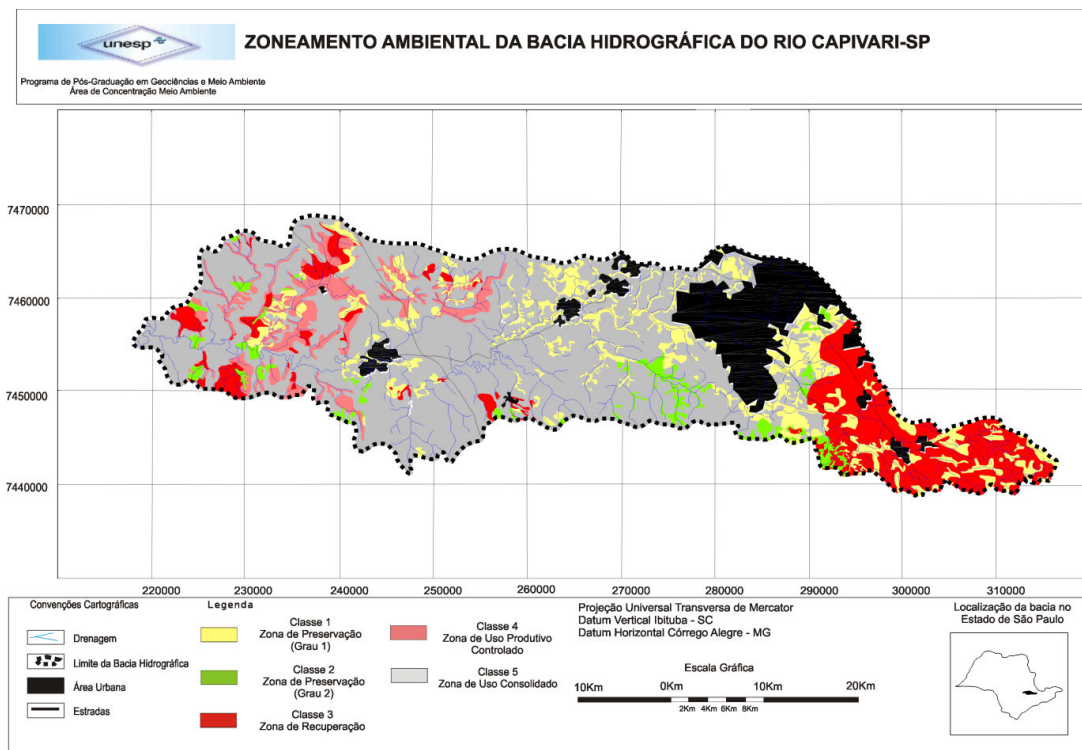 unesp
ZONEAMENTO AMBIENTAL DA BACIA HIDROGRÁFICA DO RIO CAPIVARI-SP
Programa de Pós-Graduação em Geociências e Meio Ambiente
Área de Concentração Meio Ambiente
7470000
7460000
7450000
7440000
220000 230000 240000 250000 260000 270000 280000 290000 300000 310000
Convenções Cartográficas
Drenagem
Limite da Bacia Hidrográfica
Área Urbana
Estradas
Legenda
Classe 1
Zona de Preservação
(Grau 1)
Classe 2
Zona de Preservação
(Grau 2)
Classe 3
Zona de Recuperação
Classe 4
Zona de Uso Produtivo
Controlado
Classe 5
Zona de Uso Consolidado
Projeção Universal Transversa de Mercator
Datum Vertical Ibituba - SC
Datum Horizontal Córrego Alegre - MG
Escala Gráfica
10Km 0Km 10Km 20Km
2Km 4Km 6Km 8Km
Localização da bacia no
Estado de São Paulo